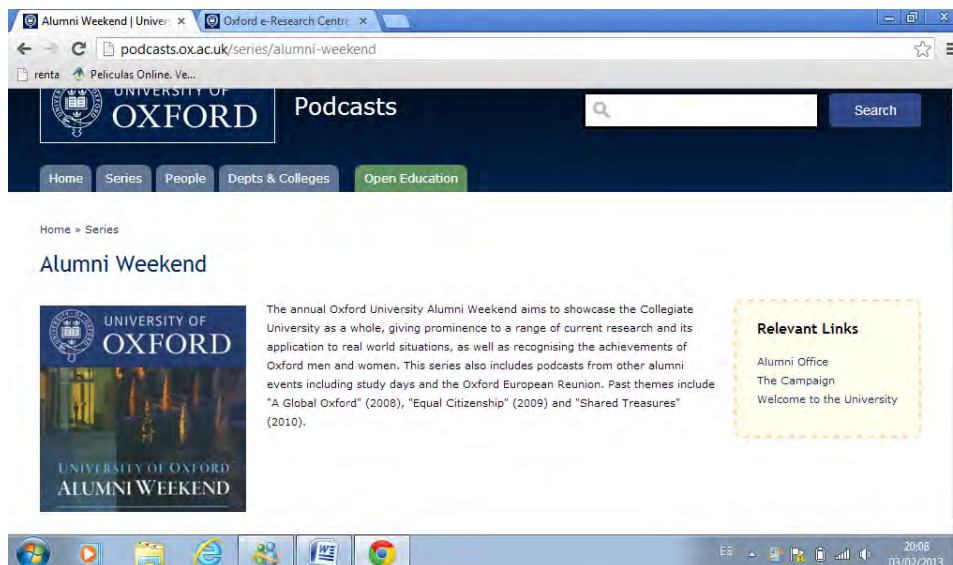 Alumni Weekend | Univer
Oxford e-Research Centre
podcasts.ox.ac.uk/series/alumni-weekend
renta Peliculas Online. Ve...
UNIVERSITY OF
OXFORD
Podcasts
Search
Home Series People Depts & Colleges Open Education
Home » Series
Alumni Weekend
UNIVERSITY OF
OXFORD
UNIVERSITY OF OXFORD
ALUMNI WEEKEND
The annual Oxford University Alumni Weekend aims to showcase the Collegiate
University as a whole, giving prominence to a range of current research and its
application to real world situations, as well as recognising the achievements of
Oxford men and women. This series also includes podcasts from other alumni
events including study days and the Oxford European Reunion. Past themes include
"A Global Oxford" (2008), "Equal Citizenship" (2009) and "Shared Treasures"
(2010).
Relevant Links
Alumni Office
The Campaign
Welcome to the University
ES
20:08
03/02/2013